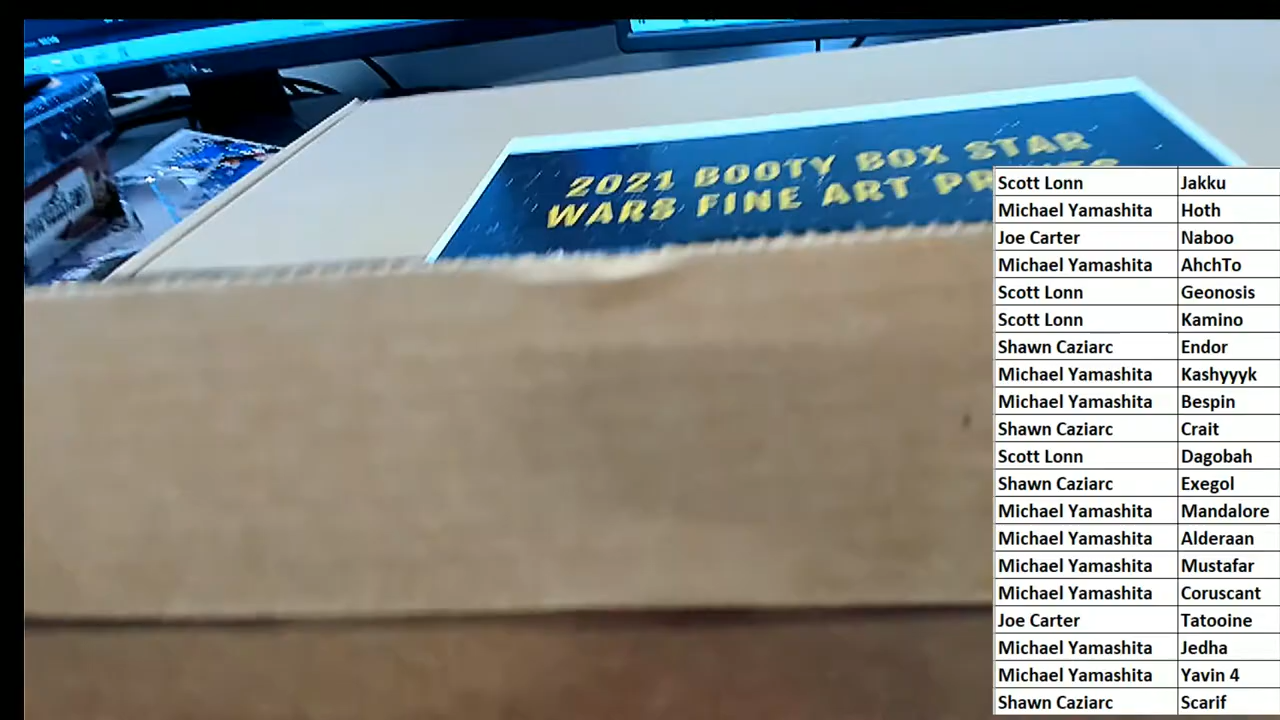 2021 BOOTY BOX STAR
WARS FINE ART
Scott Lonn Jakku
Michael Yamashita Hoth
Joe Carter Naboo
Michael Yamashita AhchTo
Scott Lonn Geonosis
Scott Lonn Kamino
Shawn Caziarc Endor
Michael Yamashita Kashyyyk
Michael Yamashita Bespin
Shawn Caziarc Crait
Scott Lonn Dagobah
Shawn Caziarc Exegol
Michael Yamashita Mandalore
Michael Yamashita Alderaan
Michael Yamashita Mustafar
Michael Yamashita Coruscant
Joe Carter Tatooine
Michael Yamashita Jedha
Michael Yamashita Yavin 4
Shawn Caziarc Scarif